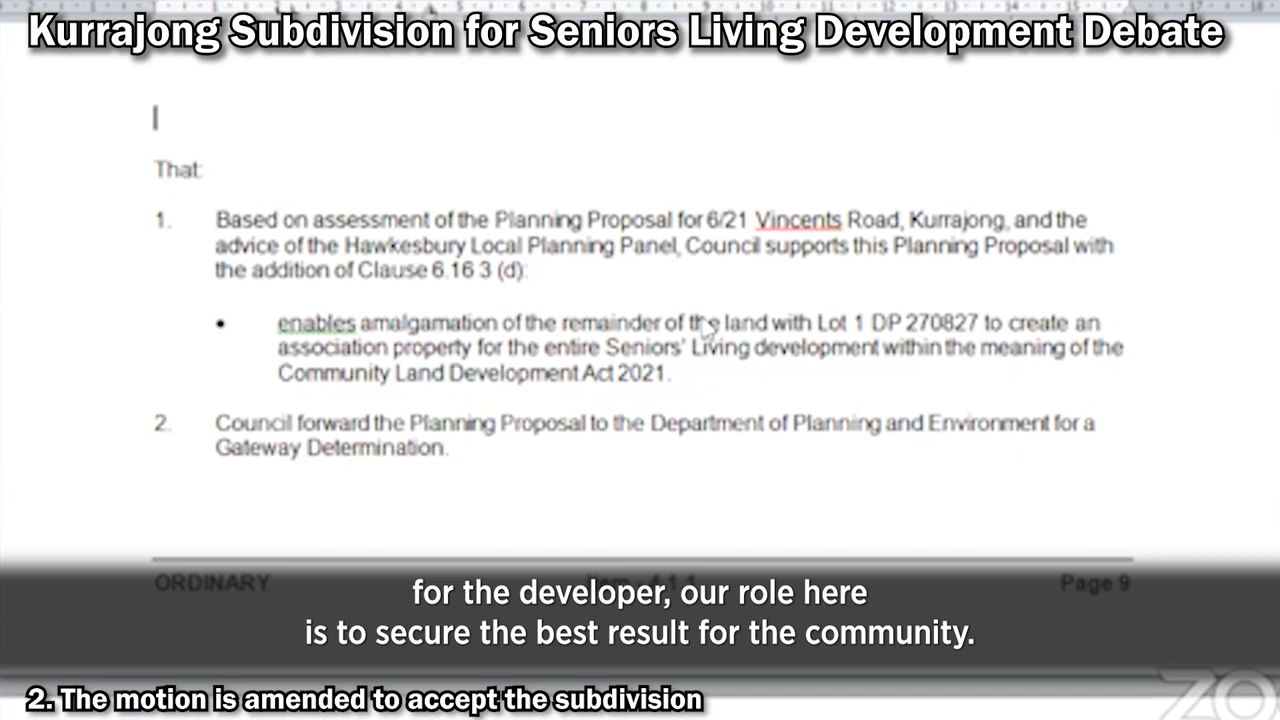 Kurrajong Subdivision for Seniors Living Development Debate
That:
1. Based on assessment of the Planning Proposal for 6/21 Vincents Road, Kurrajong, and the
advice of the Hawkesbury Local Planning Panel, Council supports this Planning Proposal with
the addition of Clause 6.16 3 (d):
• enables amalgamation of the remainder of the land with Lot 1 DP 270827 to create an
association property for the entire Seniors' Living development within the meaning of the
Community Land Development Act 2021.
2. Council forward the Planning Proposal to the Department of Planning and Environment for a
Gateway Determination.
ORDINARY Page 9
for the developer, our role here
is to secure the best result for the community.
2. The motion is amended to accept the subdivision